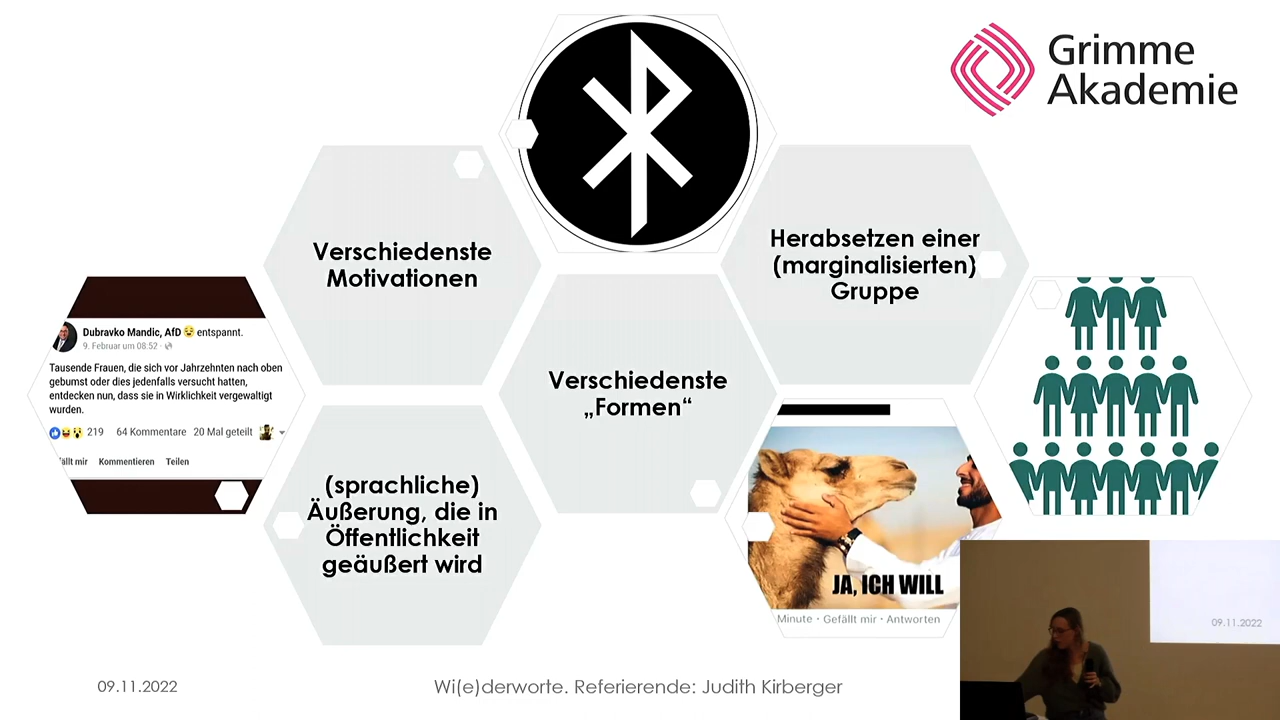 Grimme
Akademie
Verschiedenste
Motivationen
Herabsetzen einer
(marginalisierten)
Gruppe
Dubravko Mandic, AfD entspannt.
9. Februar um 08:52 ·
Tausende Frauen, die sich vor Jahrzehnten nach oben
gebumst oder dies jedenfalls versucht hatten,
entdecken nun, dass sie in Wirklichkeit vergewaltigt
wurden.
219 64 Kommentare 20 Mal geteilt
ällt mir Kommentieren Teilen
Verschiedenste
„Formen“
(sprachliche)
Äußerung, die in
Öffentlichkeit
geäußert wird
JA, ICH WILL
Minute · Gefällt mir · Antworten
09.11.2022
09.11.2022
Wi(e)derworte. Referierende: Judith Kirberger